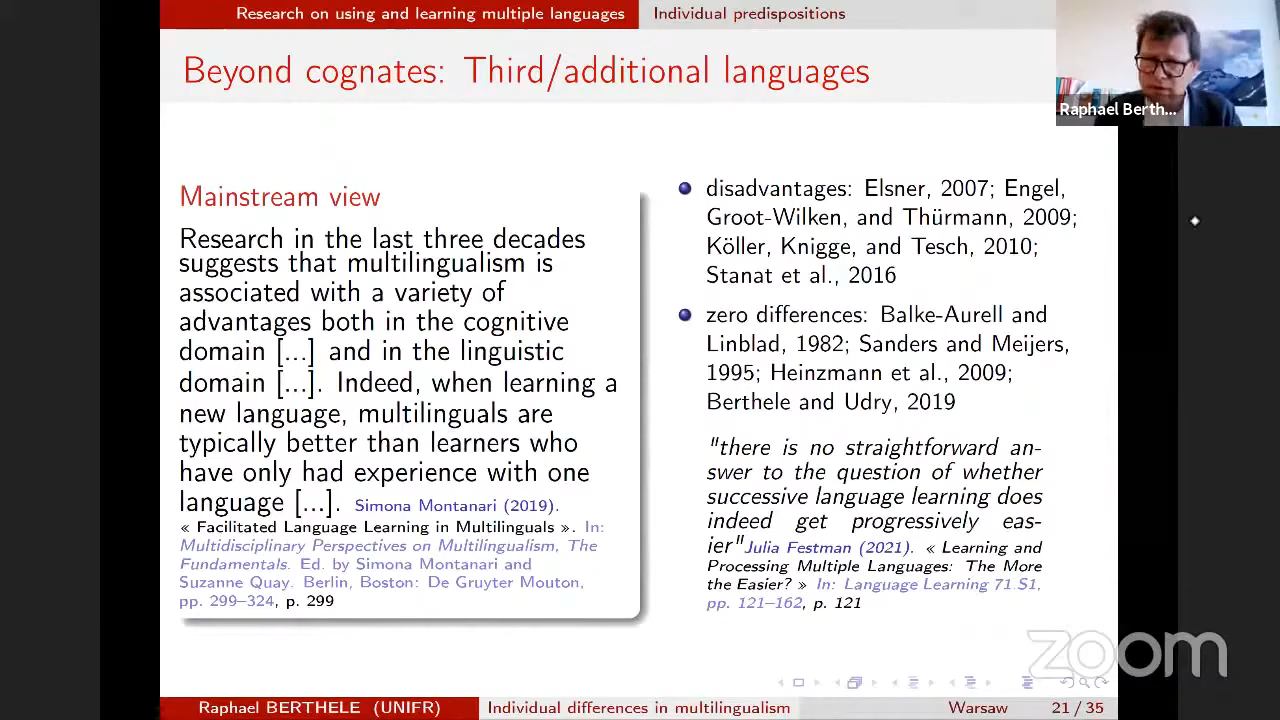 Research on using and learning multiple languages Individual predispositions
Beyond cognates: Third/additional languages
Raphael Berth...
Mainstream view
Research in the last three decades
suggests that multilingualism is
associated with a variety of
advantages both in the cognitive
domain [...] and in the linguistic
domain [...]. Indeed, when learning a
new language, multilinguals are
typically better than learners who
have only had experience with one
language [...]. Simona Montanari (2019).
« Facilitated Language Learning in Multilinguals ». In:
Multidisciplinary Perspectives on Multilingualism, The
Fundamentals. Ed. by Simona Montanari and
Suzanne Quay. Berlin, Boston: De Gruyter Mouton,
pp. 299–324, p. 299
disadvantages: Elsner, 2007; Engel,
Groot-Wilken, and Thürmann, 2009;
Köller, Knigge, and Tesch, 2010;
Stanat et al., 2016
zero differences: Balke-Aurell and
Linblad, 1982; Sanders and Meijers,
1995; Heinzmann et al., 2009;
Berthele and Udry, 2019
"there is no straightforward an-
swer to the question of whether
successive language learning does
indeed get progressively eas-
ier"Julia Festman (2021). « Learning and
Processing Multiple Languages: The More
the Easier? » In: Language Learning 71.S1,
pp. 121–162, p. 121
zoom
Raphael BERTHELE (UNIFR) Individual differences in multilingualism Warsaw 21 / 35